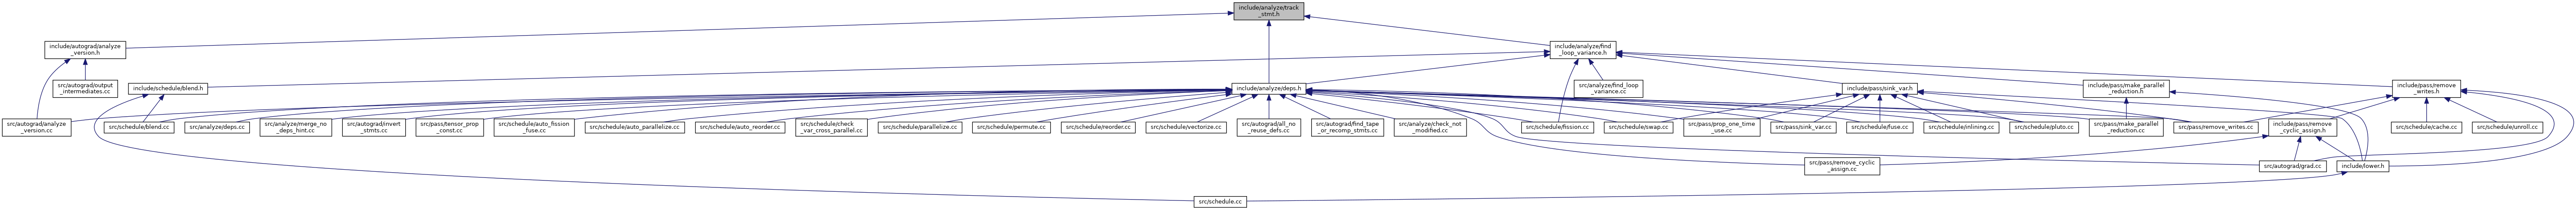 include/analyze/track
_stmt.h
include/autograd/analyze
_version.h
include/analyze/find
_loop_variance.h
src/autograd/output
_intermediates.cc
include/schedule/blend.h
include/analyze/deps.h
src/analyze/find_loop
_variance.cc
include/pass/sink_var.h
include/pass/make_parallel
_reduction.h
include/pass/remove
_writes.h
src/autograd/analyze
_version.cc
src/schedule/blend.cc
src/analyze/deps.cc
src/analyze/merge_no
_deps_hint.cc
src/autograd/invert
_stmts.cc
src/pass/tensor_prop
_const.cc
src/schedule/auto_fission
_fuse.cc
src/schedule/auto_parallelize.cc
src/schedule/auto_reorder.cc
src/schedule/check
_var_cross_parallel.cc
src/schedule/parallelize.cc
src/schedule/permute.cc
src/schedule/reorder.cc
src/schedule/vectorize.cc
src/autograd/all_no
_reuse_defs.cc
src/autograd/find_tape
_or_recomp_stmts.cc
src/analyze/check_not
_modified.cc
src/schedule/fission.cc
src/schedule/swap.cc
src/pass/prop_one_time
_use.cc
src/pass/sink_var.cc
src/schedule/fuse.cc
src/schedule/inlining.cc
src/schedule/pluto.cc
src/pass/make_parallel
_reduction.cc
src/pass/remove_writes.cc
include/pass/remove
_cyclic_assign.h
src/schedule/cache.cc
src/schedule/unroll.cc
src/pass/remove_cyclic
_assign.cc
src/autograd/grad.cc
include/lower.h
src/schedule.cc